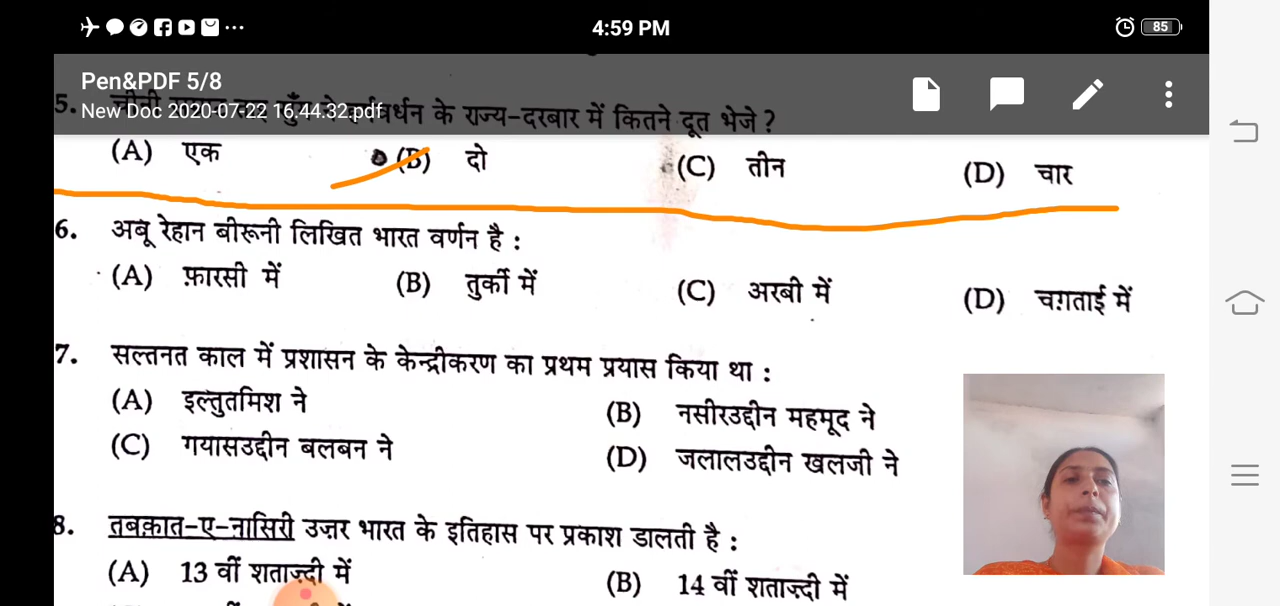 4:59 PM
85
Pen&PDF 5/8
New Doc 2020-07-22 16.44.32.pdf
5. के राज्य-दरबार में कितने दूत भेजे ?
(A) एक (B) दो (C) तीन (D) चार
6. अबू रेहान बीरूनी लिखित भारत वर्णन है :
(A) फ़ारसी में (B) तुर्की में (C) अरबी में (D) चग़ताई में
7. सल्तनत काल में प्रशासन के केन्द्रीकरण का प्रथम प्रयास किया था :
(A) इल्तुतमिश ने (B) नसीरउद्दीन महमूद ने
(C) गयासउद्दीन बलबन ने (D) जलालउद्दीन खलजी ने
8. तबक़ात-ए-नासिरी उज़र भारत के इतिहास पर प्रकाश डालती है :
(A) 13 वीं शताज़्दी में (B) 14 वीं शताज़्दी में